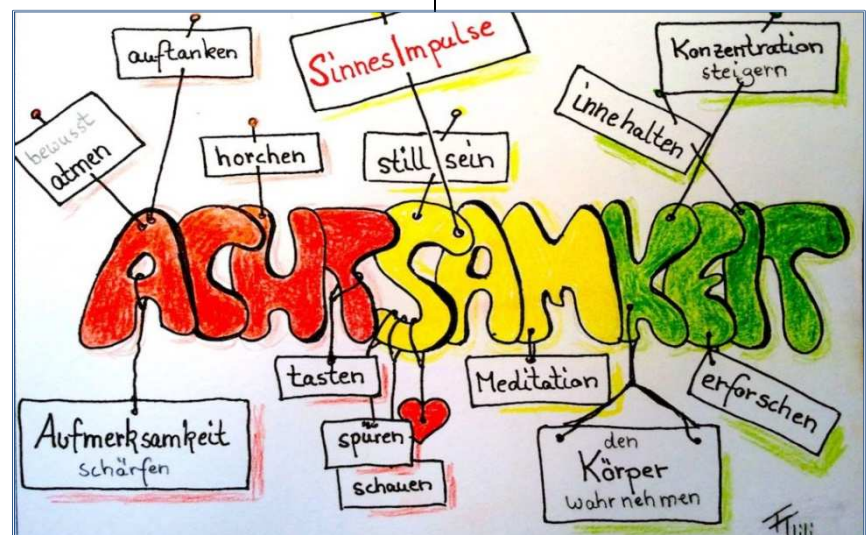 auftanken
SinnesImpulse
Konzentration
steigern
bewusst
atmen
horchen
still sein
innehalten
ACHTSAMKEIT
tasten
Meditation
erforschen
Aufmerksamkeit
schärfen
spüren
schauen
den
Körper
wahrnehmen